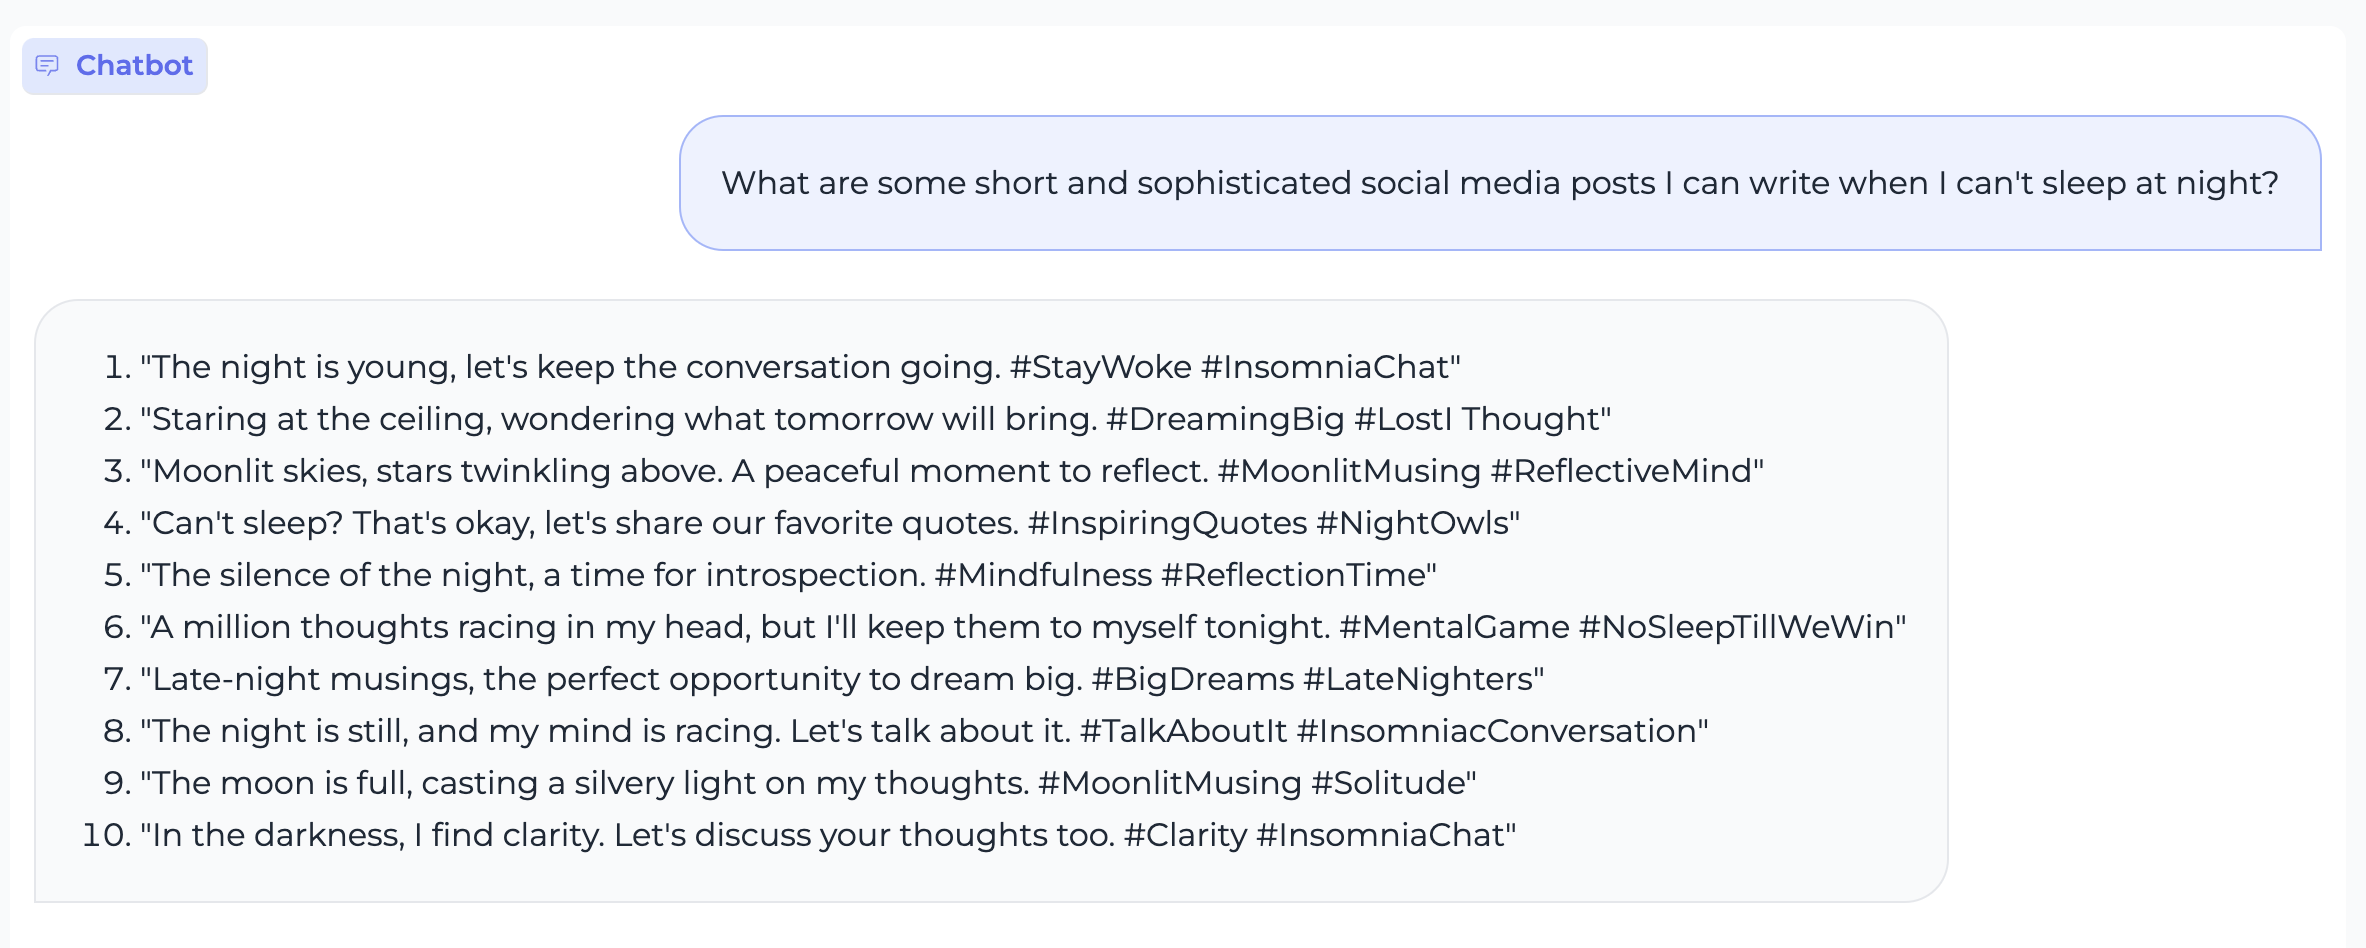 Chatbot
What are some short and sophisticated social media posts I can write when I can't sleep at night?
1. "The night is young, let's keep the conversation going. #StayWoke #InsomniaChat"
2. "Staring at the ceiling, wondering what tomorrow will bring. #DreamingBig #LostI Thought"
3. "Moonlit skies, stars twinkling above. A peaceful moment to reflect. #MoonlitMusing #ReflectiveMind"
4. "Can't sleep? That's okay, let's share our favorite quotes. #InspiringQuotes #NightOwls"
5. "The silence of the night, a time for introspection. #Mindfulness #ReflectionTime"
6. "A million thoughts racing in my head, but I'll keep them to myself tonight. #MentalGame #NoSleepTillWeWin"
7. "Late-night musings, the perfect opportunity to dream big. #BigDreams #LateNighters"
8. "The night is still, and my mind is racing. Let's talk about it. #TalkAboutIt #InsomniacConversation"
9. "The moon is full, casting a silvery light on my thoughts. #MoonlitMusing #Solitude"
10. "In the darkness, I find clarity. Let's discuss your thoughts too. #Clarity #InsomniaChat"